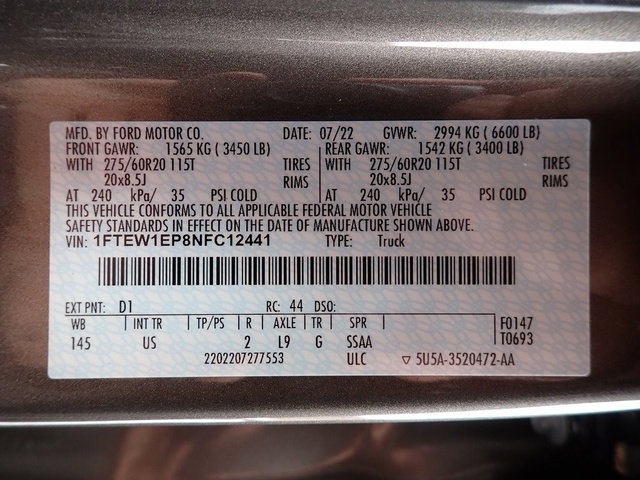 MFD. BY FORD MOTOR CO. DATE: 07/22 GVWR: 2994 KG ( 6600 LB)
FRONT GAWR: 1565 KG ( 3450 LB) REAR GAWR: 1542 KG ( 3400 LB)
WITH 275/60R20 115T TIRES WITH 275/60R20 115T TIRES
20x8.5J RIMS 20x8.5J RIMS
AT 240 kPa/ 35 PSI COLD AT 240 kPa/ 35 PSI COLD
THIS VEHICLE CONFORMS TO ALL APPLICABLE FEDERAL MOTOR VEHICLE
SAFETY STANDARDS IN EFFECT ON THE DATE OF MANUFACTURE SHOWN ABOVE.
VIN: 1FTEW1EP8NFC12441 TYPE: Truck
EXT PNT: D1 RC: 44 DSO:
WB INT TR TP/PS R AXLE TR SPR F0147
145 US 2 L9 G SSAA T0693
2202207277553 ULC ▽ 5U5A-3520472-AA